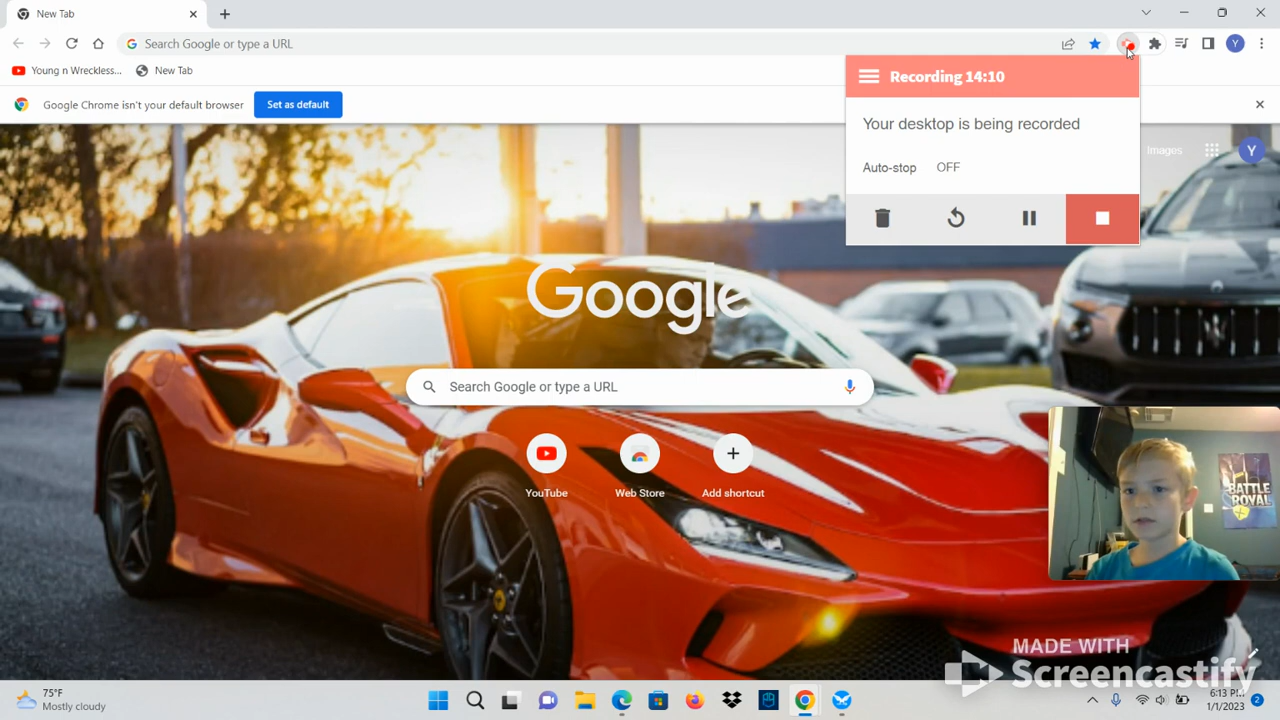 New Tab
Search Google or type a URL
Young n Wreckless...
New Tab
Google Chrome isn't your default browser
Set as default
Recording 14:10
Your desktop is being recorded
Auto-stop OFF
Images
Y
Y
Google
Search Google or type a URL
YouTube
Web Store
Add shortcut
BATTLE
ROYAL
MADE WITH
Screencastify
75°F
Mostly cloudy
6:13 PM
1/1/2023
2